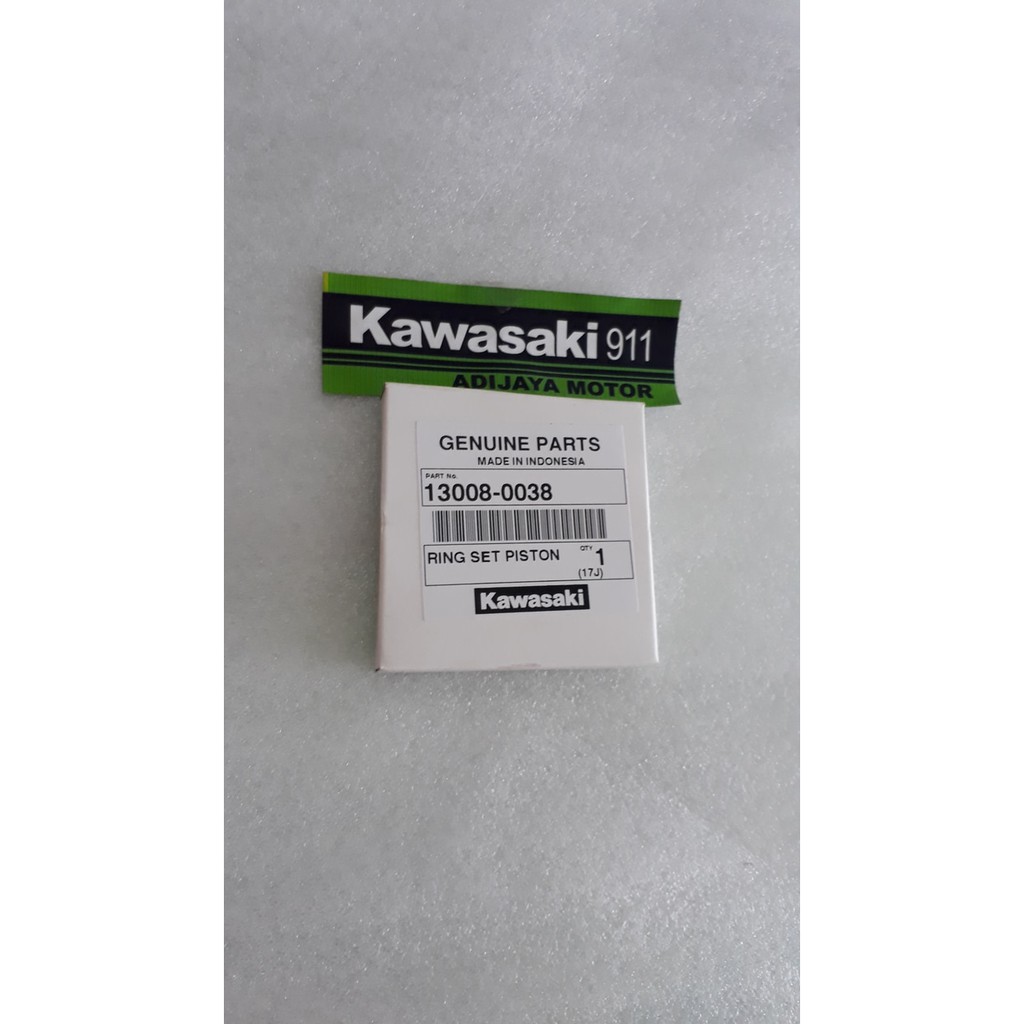 Kawasaki 911
ADIJAYA MOTOR
GENUINE PARTS
MADE IN INDONESIA
PART No.
13008-0038
RING SET PISTON QTY 1
(17J)
Kawasaki